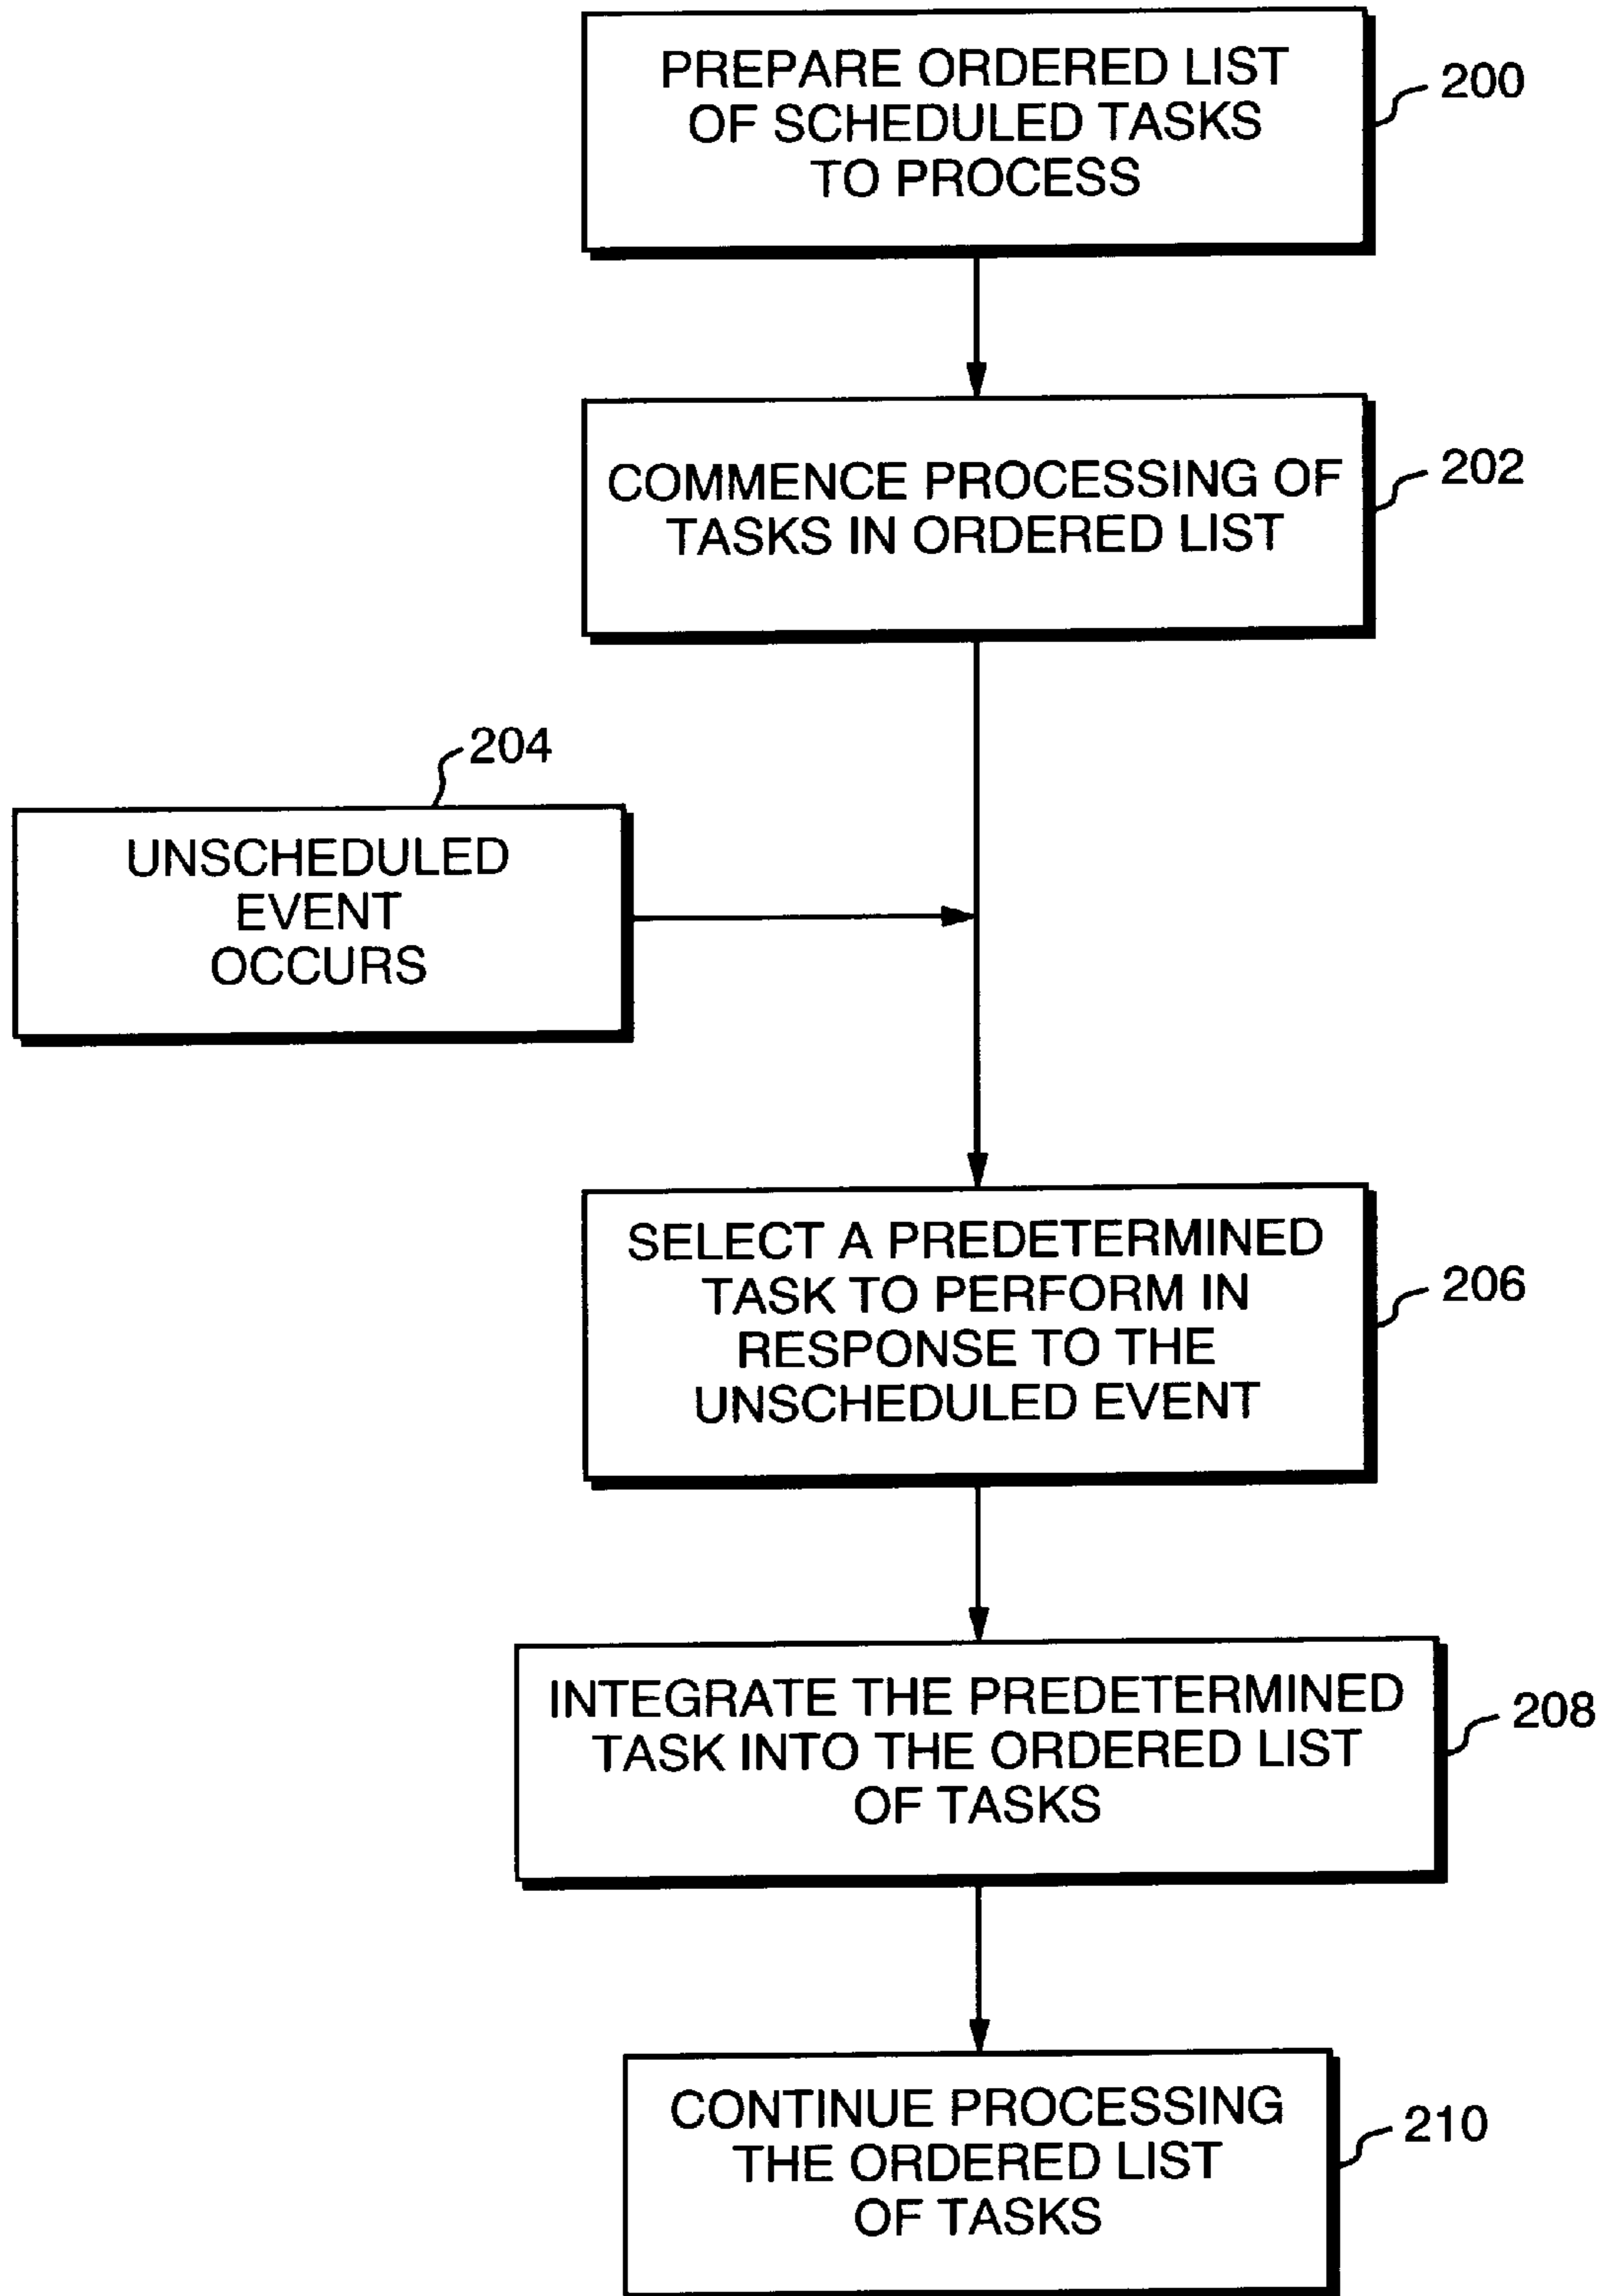 PREPARE ORDERED LIST
OF SCHEDULED TASKS
TO PROCESS
200
COMMENCE PROCESSING OF
TASKS IN ORDERED LIST
202
204
UNSCHEDULED
EVENT
OCCURS
SELECT A PREDETERMINED
TASK TO PERFORM IN
RESPONSE TO THE
UNSCHEDULED EVENT
206
INTEGRATE THE PREDETERMINED
TASK INTO THE ORDERED LIST
OF TASKS
208
CONTINUE PROCESSING
THE ORDERED LIST
OF TASKS
210